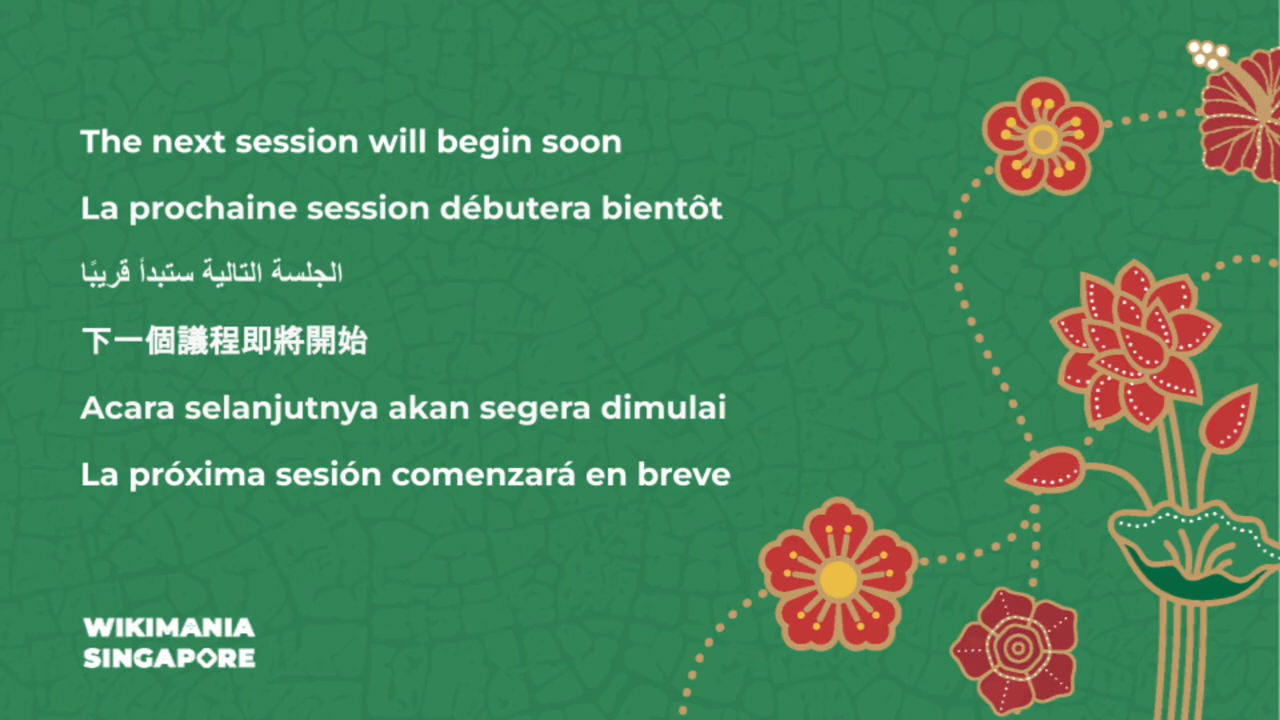 The next session will begin soon
La prochaine session débutera bientôt
الجلسة التالية ستبدأ قريبًا
下一個議程即將開始
Acara selanjutnya akan segera dimulai
La próxima sesión comenzará en breve
WIKIMANIA
SINGAPORE